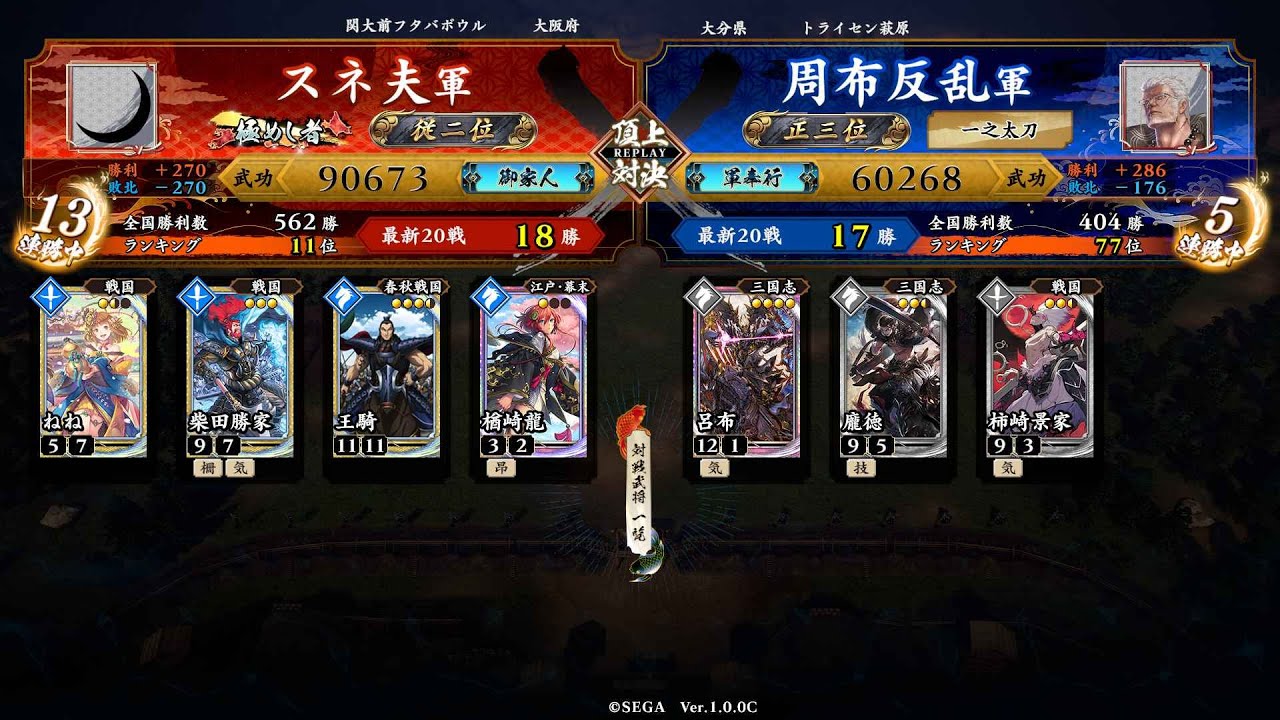 関大前フタバボウル 大阪府
大分県 トライセン萩原
スネ夫軍
周布反乱軍
極めし者
従二位
正三位
一之太刀
頂上
REPLAY
対決
勝利 +270
敗北 -270
武功 90673 御家人
軍奉行 60268 武功
勝利 +286
敗北 -176
13
連勝中
全国勝利数 562勝
ランキング 11位
最新20戦 18勝
最新20戦 17勝
全国勝利数 404勝
ランキング 77位
5
連勝中
戦国
ねね
5 7
戦国
柴田勝家
9 7
柵 気
春秋戦国
王騎
11 11
江戸・幕末
楢崎龍
3 2
昂
三国志
呂布
12 1
気
三国志
龐徳
9 5
技
戦国
柿崎景家
9 3
気
対戦武将一覧
©SEGA Ver.1.0.0C